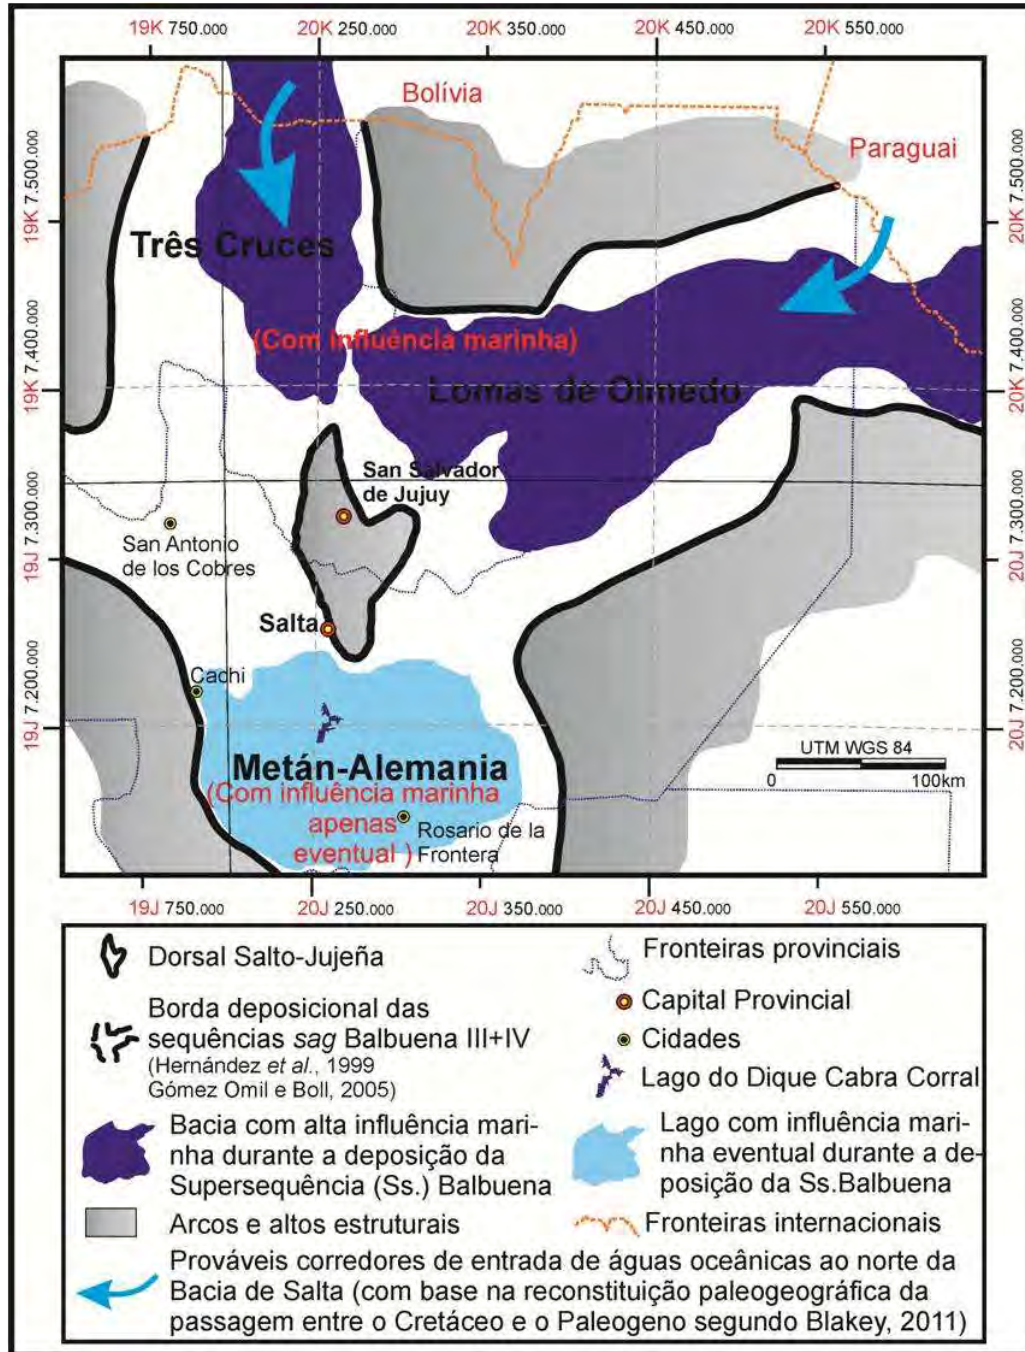 19K 750.000
20K 250.000
20K 350.000
20K 450.000
20K 550.000
Bolívia
Paraguai
19K 7.500.000
20K 7.500.000
Três Cruces
(Com influência marinha)
19K 7.400.000
20K 7.400.000
Lomas de Olmedo
San Salvador
de Jujuy
19J 7.300.000
20J 7.300.000
San Antonio
de los Cobres
Salta
Cachi
19J 7.200.000
20J 7.200.000
UTM WGS 84
0 100km
Metán-Alemania
(Com influência marinha
apenas
eventual )
Rosario de la
Frontera
19J 750.000
20J 250.000
20J 350.000
20J 450.000
20J 550.000
Dorsal Salto-Jujeña
Borda deposicional das
sequências sag Balbuena III+IV
(Hernández et al., 1999
Gómez Omil e Boll, 2005)
Bacia com alta influência mari-
nha durante a deposição da
Supersequência (Ss.) Balbuena
Arcos e altos estruturais
Fronteiras provinciais
Capital Provincial
Cidades
Lago do Dique Cabra Corral
Lago com influência mari-
nha eventual durante a de-
posição da Ss.Balbuena
Fronteiras internacionais
Prováveis corredores de entrada de águas oceânicas ao norte da
Bacia de Salta (com base na reconstituição paleogeográfica da
passagem entre o Cretáceo e o Paleogeno segundo Blakey, 2011)